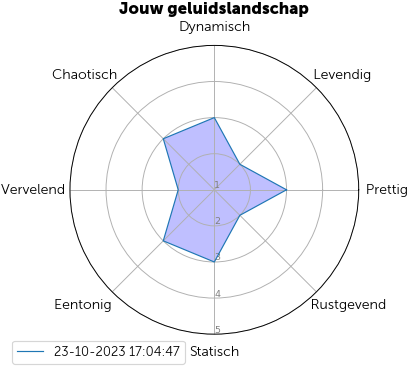 Jouw geluidslandschap
Dynamisch
Chaotisch
Levendig
Vervelend
1
Prettig
2
3
Eentonig
4
Rustgevend
5
23-10-2023 17:04:47
Statisch